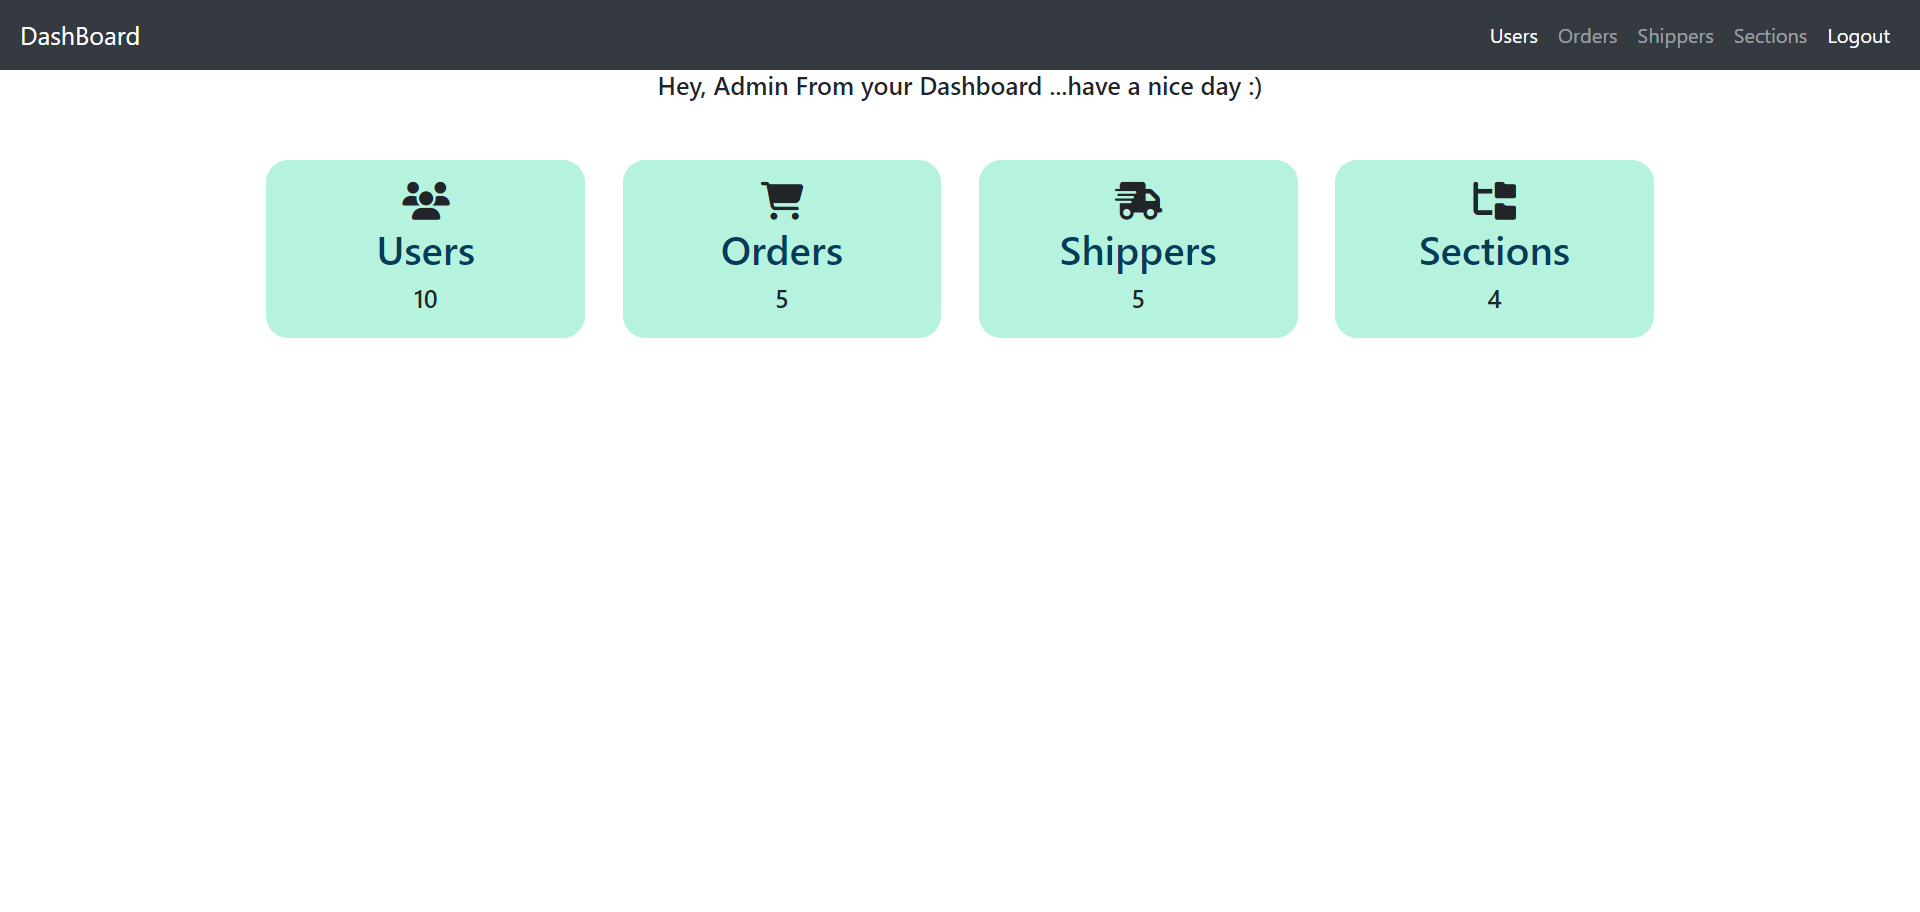 DashBoard Users Orders Shippers Sections Logout
Hey, Admin From your Dashboard ...have a nice day :)
Users
10
Orders
5
Shippers
5
Sections
4